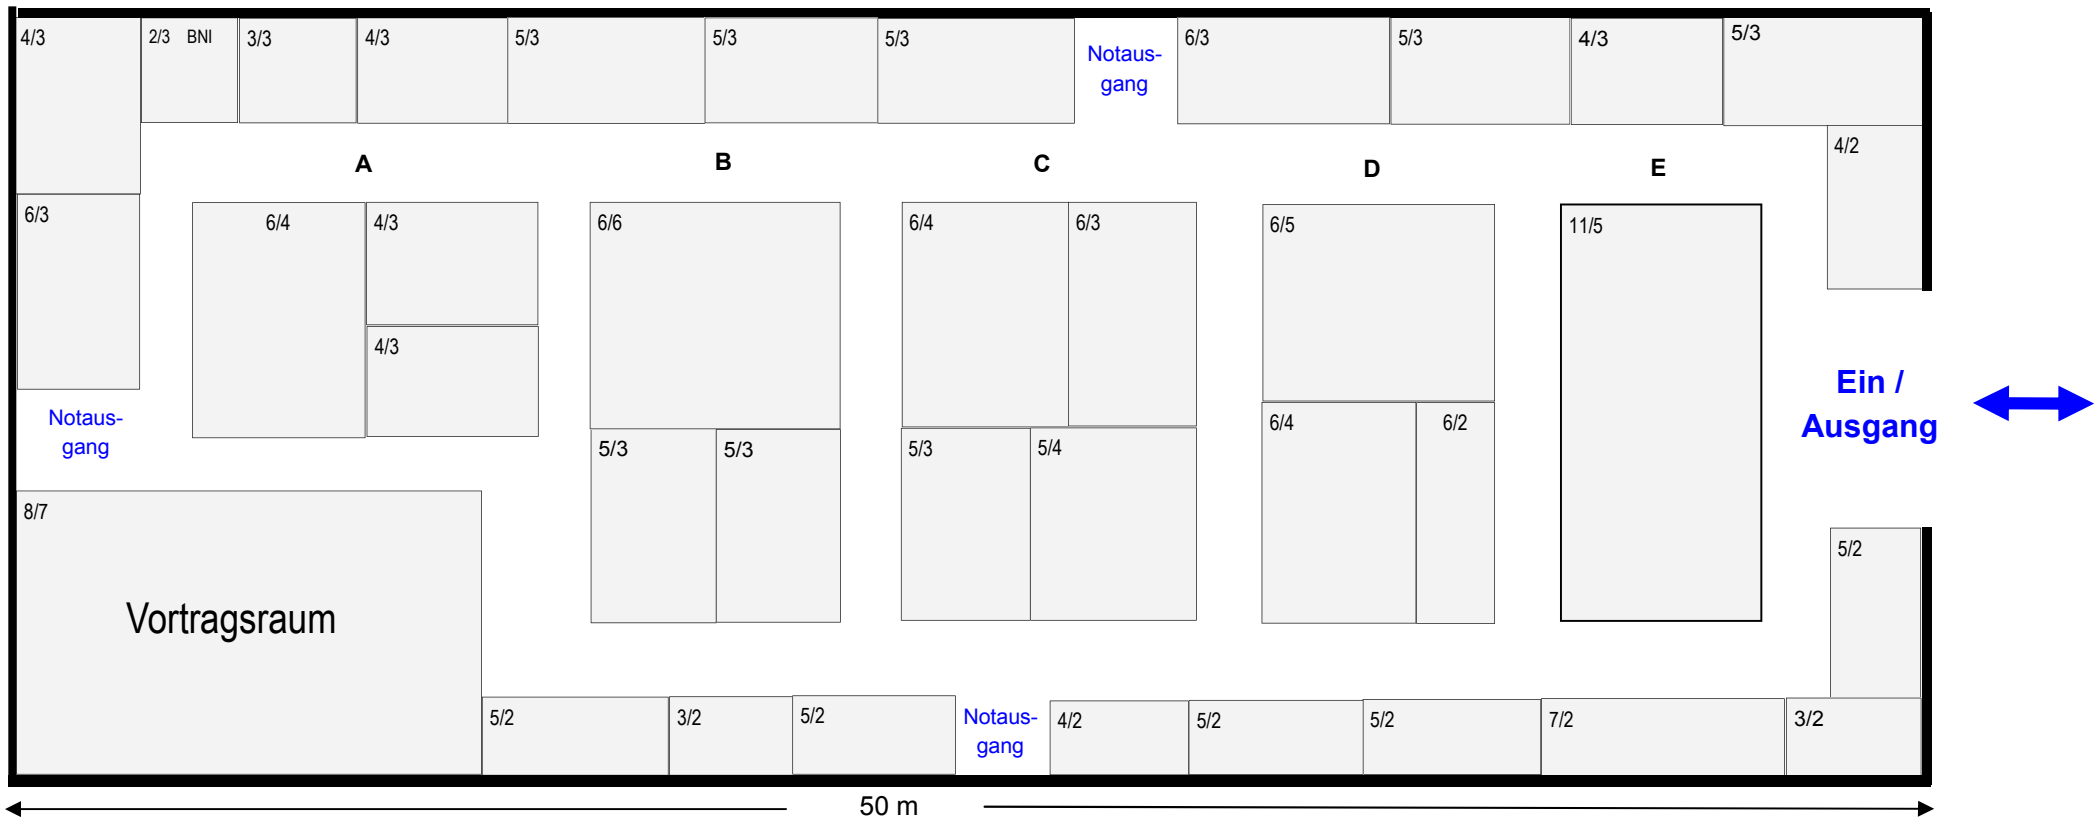 4/3
2/3 BNI
3/3
4/3
5/3
5/3
5/3
Notaus-
gang
6/3
5/3
4/3
5/3
4/2
A
B
C
D
E
6/3
6/4
4/3
4/3
6/6
5/3
5/3
6/4
6/3
5/3
5/4
6/5
6/4
6/2
11/5
Ein /
Ausgang
Notaus-
gang
8/7
Vortragsraum
5/2
5/2
3/2
5/2
Notaus-
gang
4/2
5/2
5/2
7/2
3/2
50 m